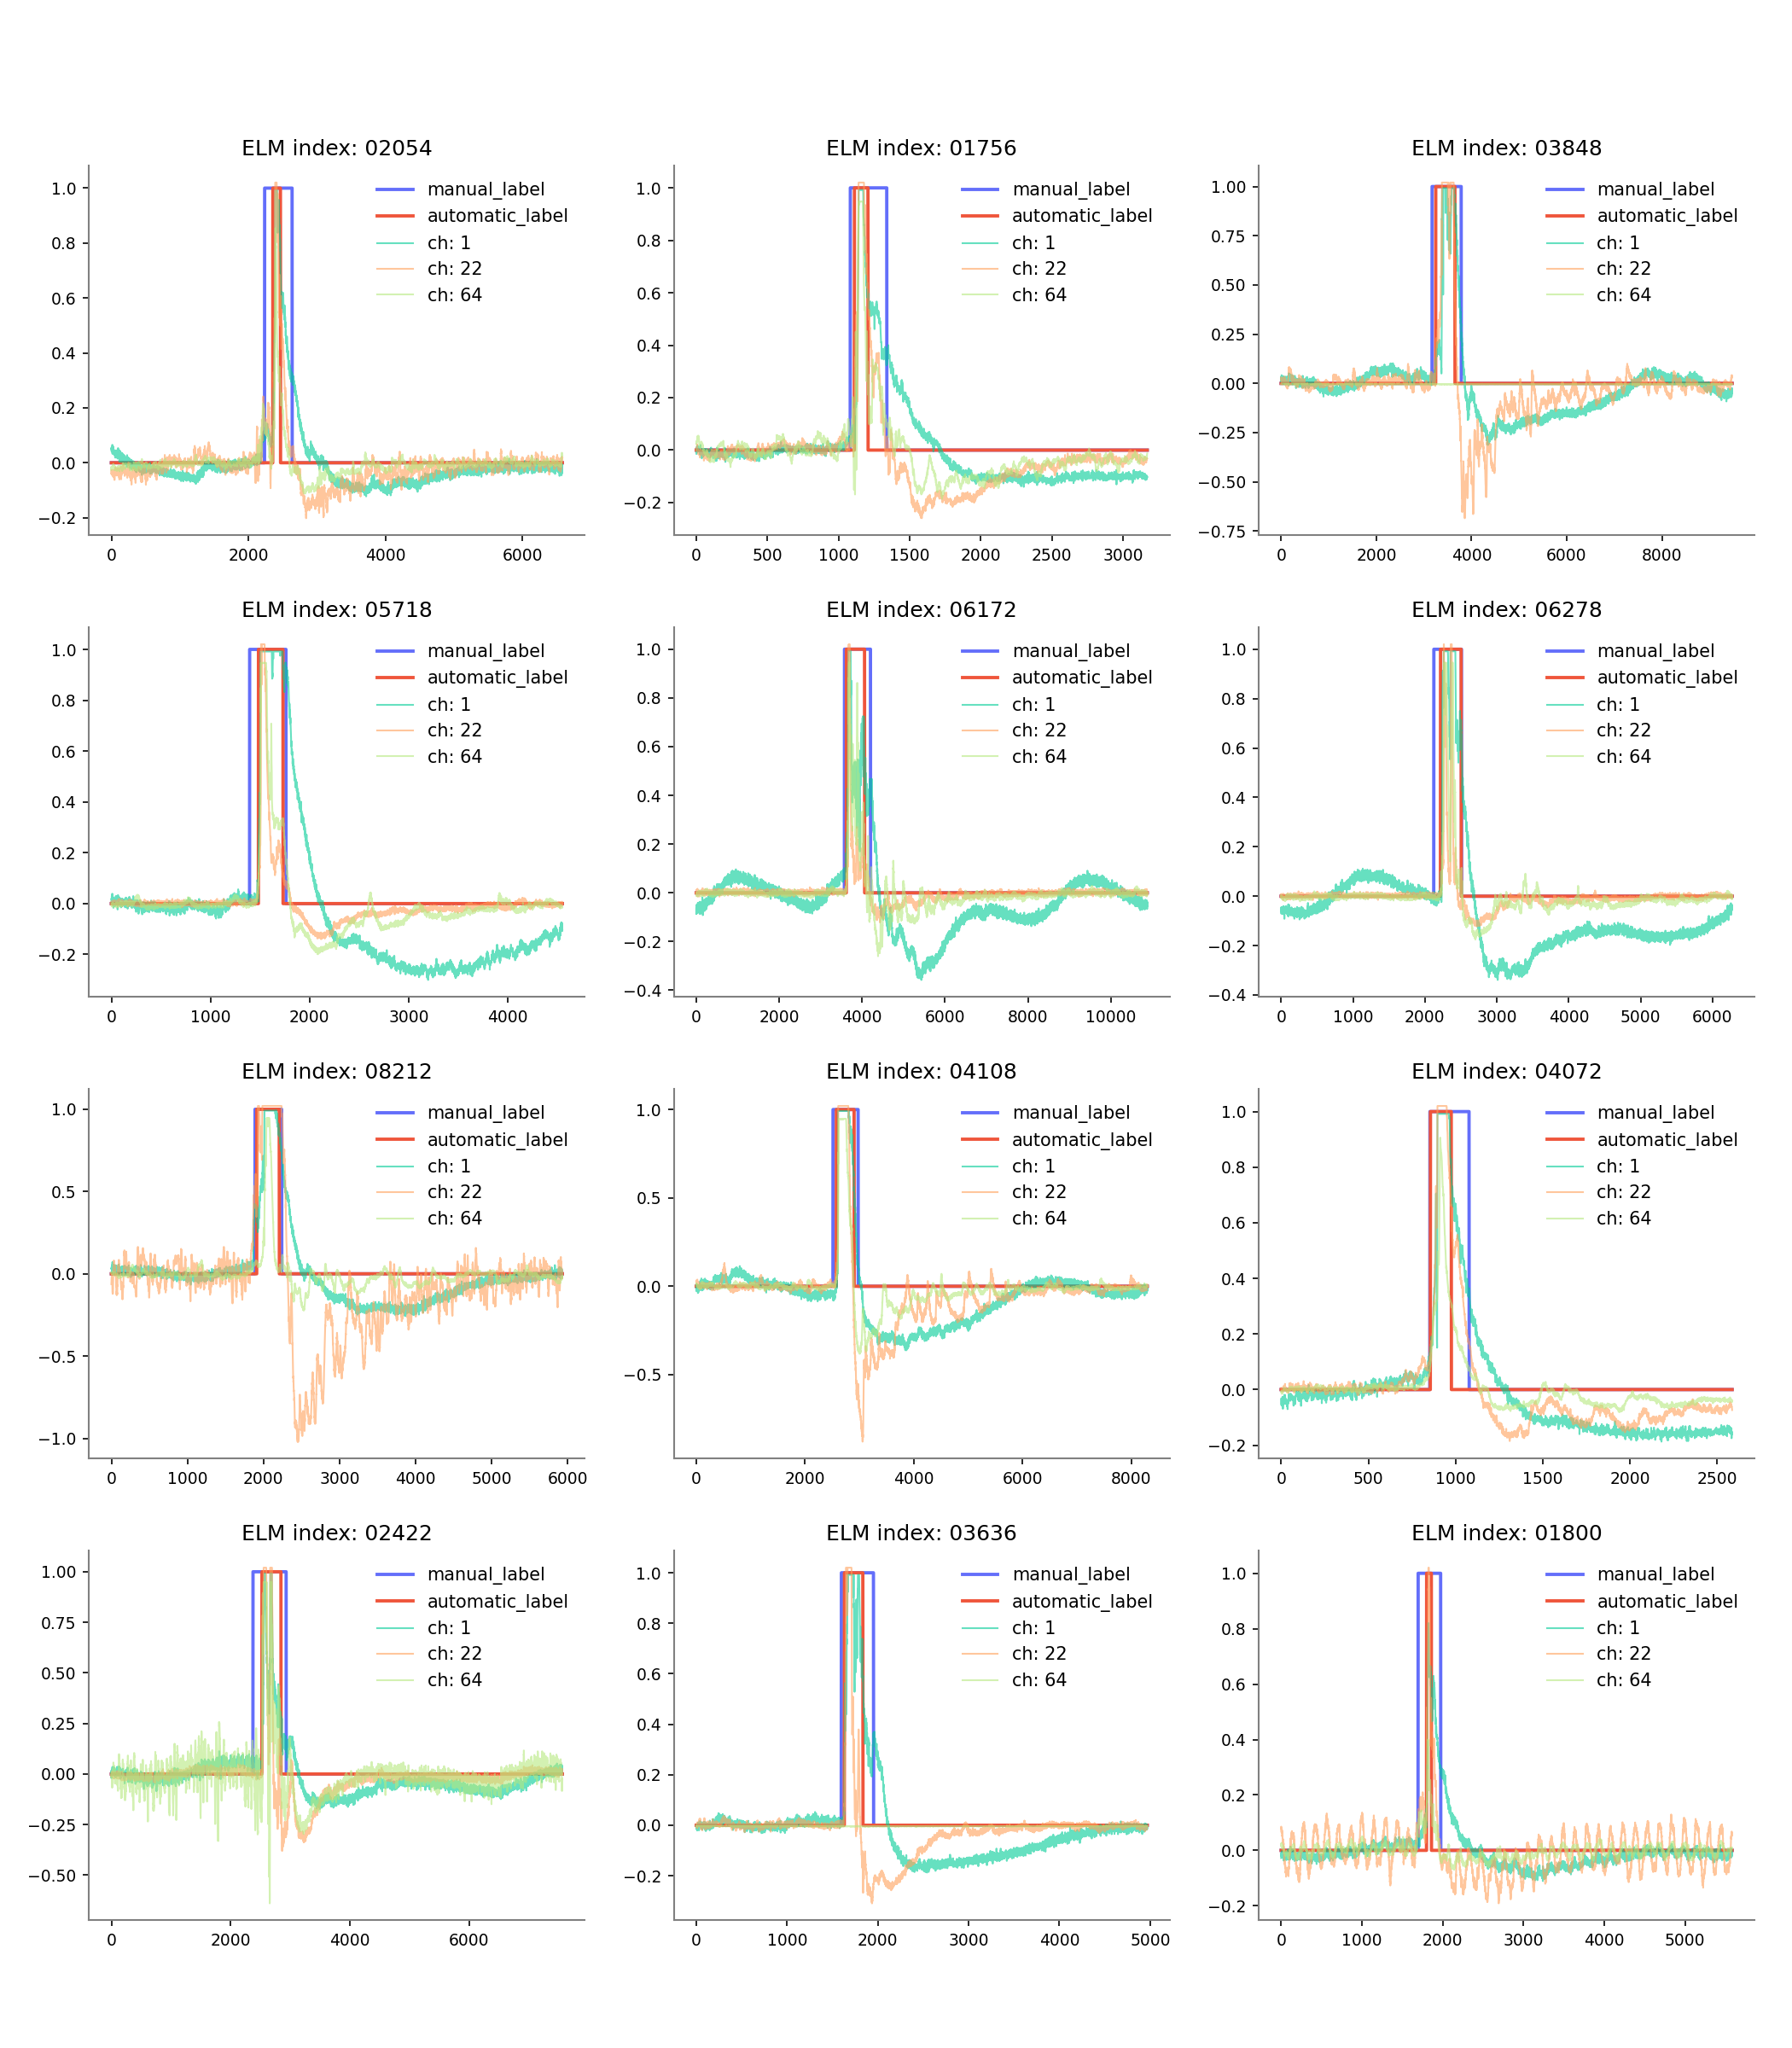 ELM index: 02054
1.0
0.8
0.6
0.4
0.2
0.0
−0.2
0
2000
4000
6000
manual_label
automatic_label
ch: 1
ch: 22
ch: 64
ELM index: 01756
1.0
0.8
0.6
0.4
0.2
0.0
−0.2
0
500
1000
1500
2000
2500
3000
manual_label
automatic_label
ch: 1
ch: 22
ch: 64
ELM index: 03848
1.00
0.75
0.50
0.25
0.00
−0.25
−0.50
−0.75
0
2000
4000
6000
8000
manual_label
automatic_label
ch: 1
ch: 22
ch: 64
ELM index: 05718
1.0
0.8
0.6
0.4
0.2
0.0
−0.2
0
1000
2000
3000
4000
manual_label
automatic_label
ch: 1
ch: 22
ch: 64
ELM index: 06172
1.0
0.8
0.6
0.4
0.2
0.0
−0.2
−0.4
0
2000
4000
6000
8000
10000
manual_label
automatic_label
ch: 1
ch: 22
ch: 64
ELM index: 06278
1.0
0.8
0.6
0.4
0.2
0.0
−0.2
−0.4
0
1000
2000
3000
4000
5000
6000
manual_label
automatic_label
ch: 1
ch: 22
ch: 64
ELM index: 08212
1.0
0.5
0.0
−0.5
−1.0
0
1000
2000
3000
4000
5000
6000
manual_label
automatic_label
ch: 1
ch: 22
ch: 64
ELM index: 04108
1.0
0.5
0.0
−0.5
0
2000
4000
6000
8000
manual_label
automatic_label
ch: 1
ch: 22
ch: 64
ELM index: 04072
1.0
0.8
0.6
0.4
0.2
0.0
−0.2
0
500
1000
1500
2000
2500
manual_label
automatic_label
ch: 1
ch: 22
ch: 64
ELM index: 02422
1.00
0.75
0.50
0.25
0.00
−0.25
−0.50
0
2000
4000
6000
manual_label
automatic_label
ch: 1
ch: 22
ch: 64
ELM index: 03636
1.0
0.8
0.6
0.4
0.2
0.0
−0.2
0
1000
2000
3000
4000
5000
manual_label
automatic_label
ch: 1
ch: 22
ch: 64
ELM index: 01800
1.0
0.8
0.6
0.4
0.2
0.0
−0.2
0
1000
2000
3000
4000
5000
manual_label
automatic_label
ch: 1
ch: 22
ch: 64